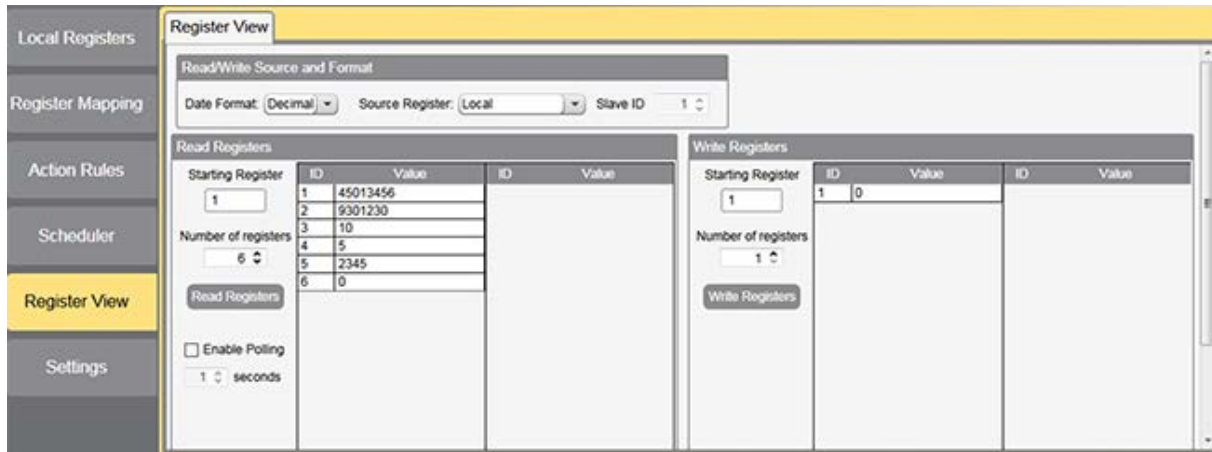 Local Registers
Register Mapping
Action Rules
Scheduler
Register View
Settings
Register View
Read/Write Source and Format
Date Format: Decimal Source Register: Local Slave ID 1
Read Registers
Starting Register
1
Number of registers
6
Read Registers
Enable Polling
1 seconds
ID Value ID Value
1 45013456
2 9301230
3 10
4 5
5 2345
6 0
Write Registers
Starting Register
1
Number of registers
1
Write Registers
ID Value ID Value
1 0